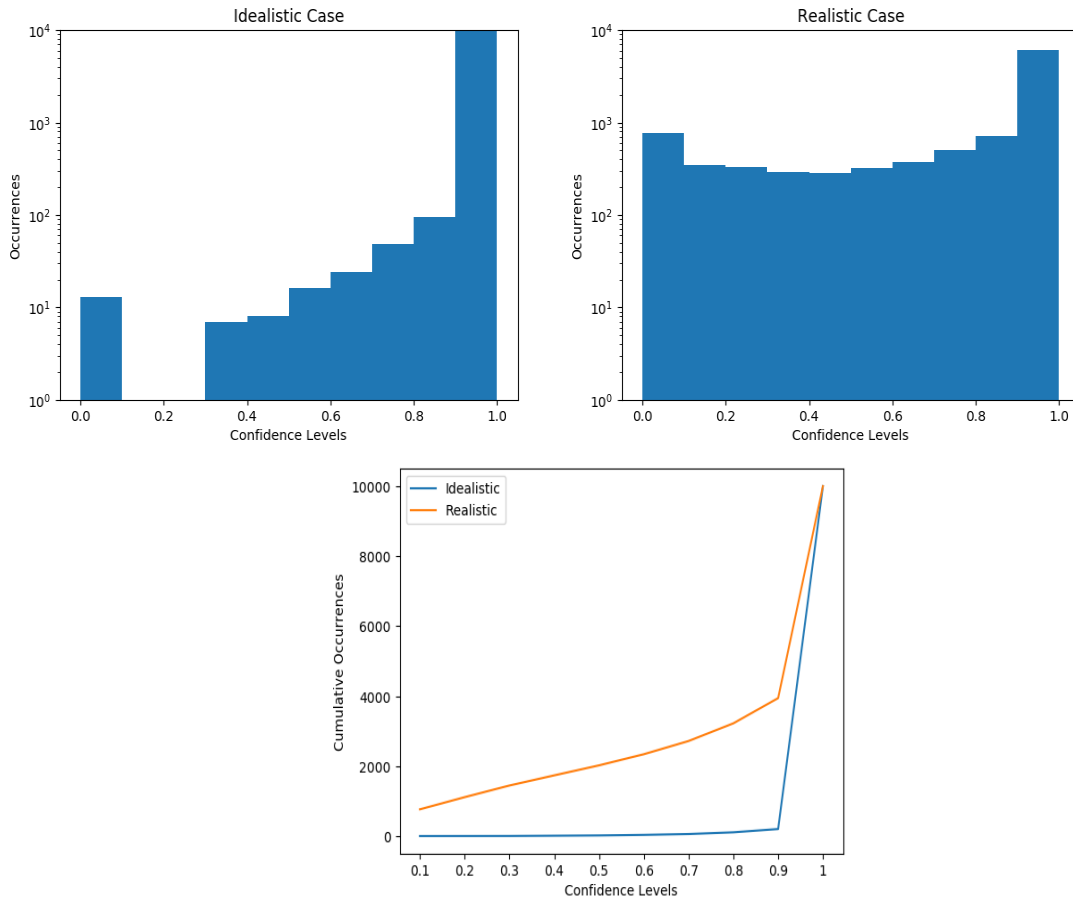 Idealistic Case
10^4
10^3
10^2
10^1
10^0
Occurrences
0.0 0.2 0.4 0.6 0.8 1.0
Confidence Levels
Realistic Case
10^4
10^3
10^2
10^1
10^0
Occurrences
0.0 0.2 0.4 0.6 0.8 1.0
Confidence Levels
Idealistic
Realistic
10000
8000
6000
4000
2000
0
Cumulative Occurrences
0.1 0.2 0.3 0.4 0.5 0.6 0.7 0.8 0.9 1
Confidence Levels